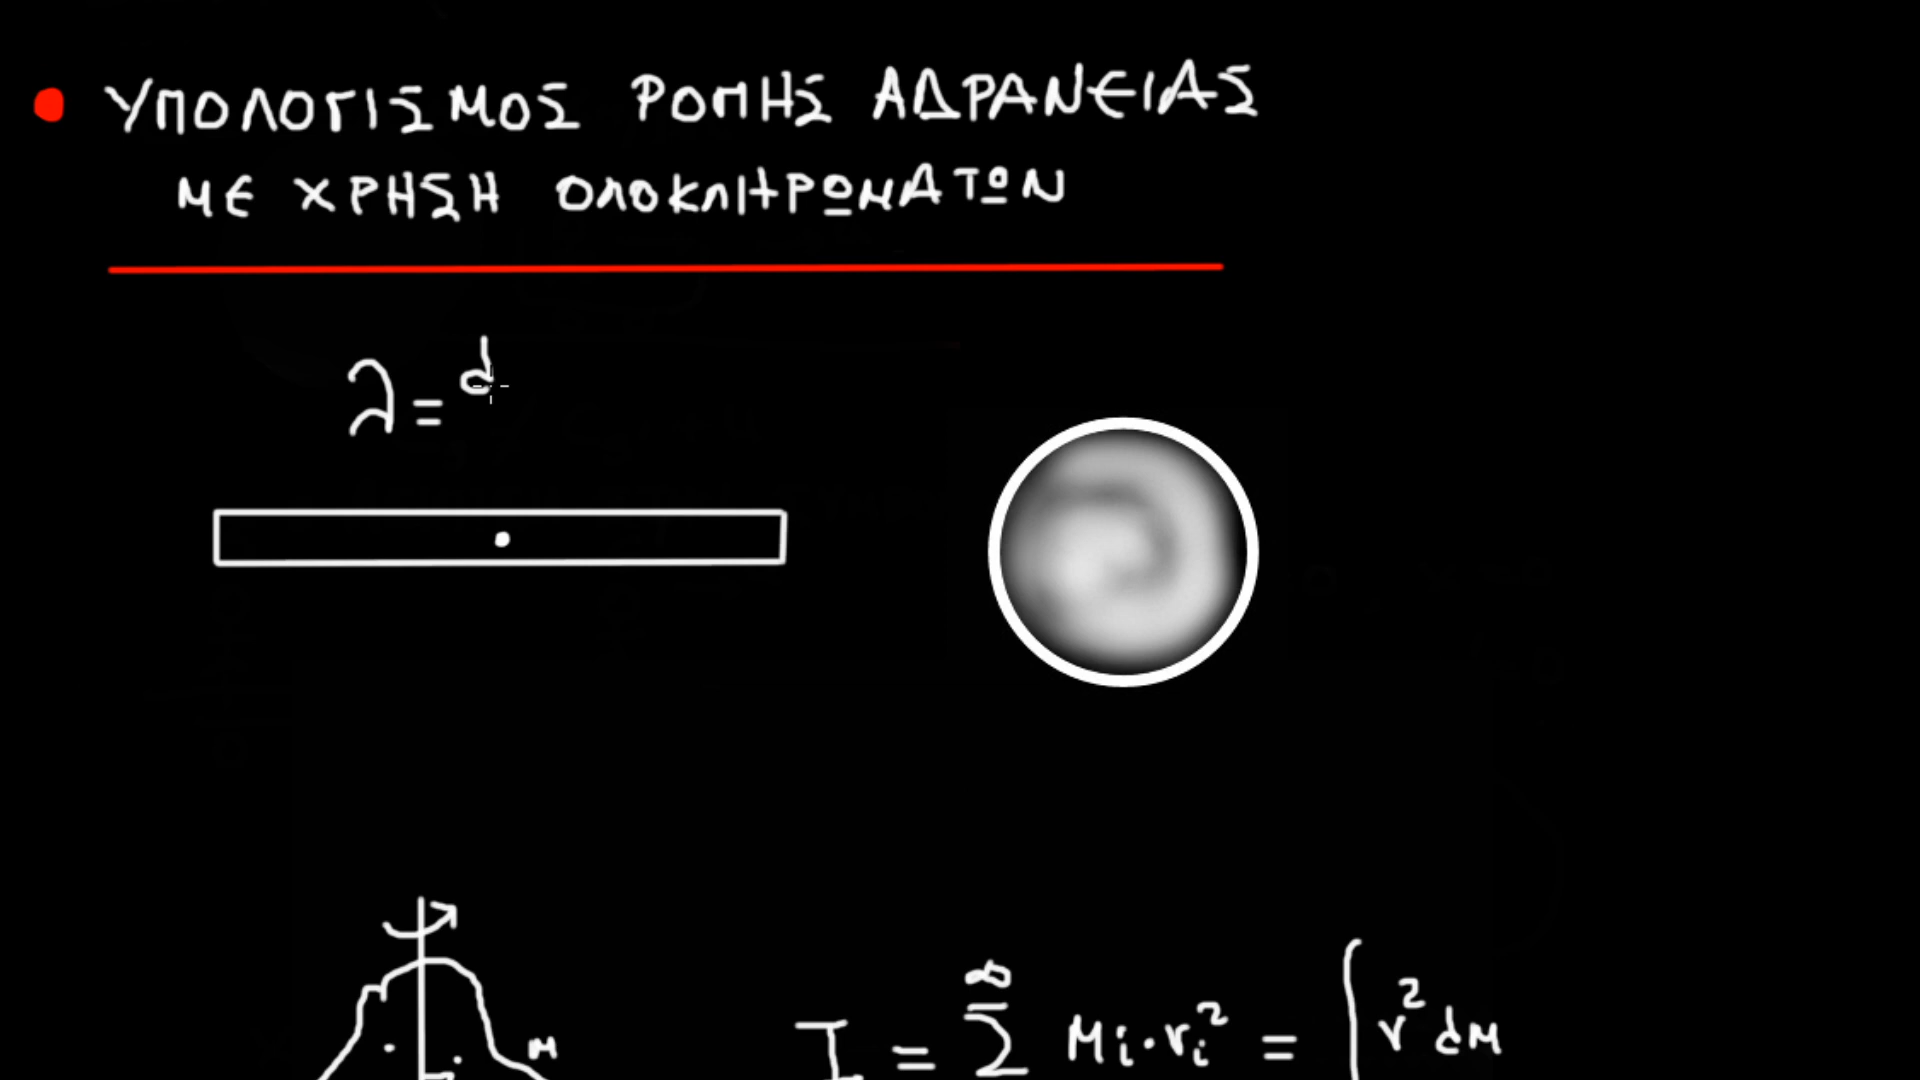 ΥΠΟΛΟΓΙΣΜΟΣ ΡΟΠΗΣ ΑΔΡΑΝΕΙΑΣ
ΜΕ ΧΡΗΣΗ ΟΛΟΚΛΗΡΩΜΑΤΩΝ
λ = d
M
I = ∞Σ Mi·ri² = ∫ r² dM